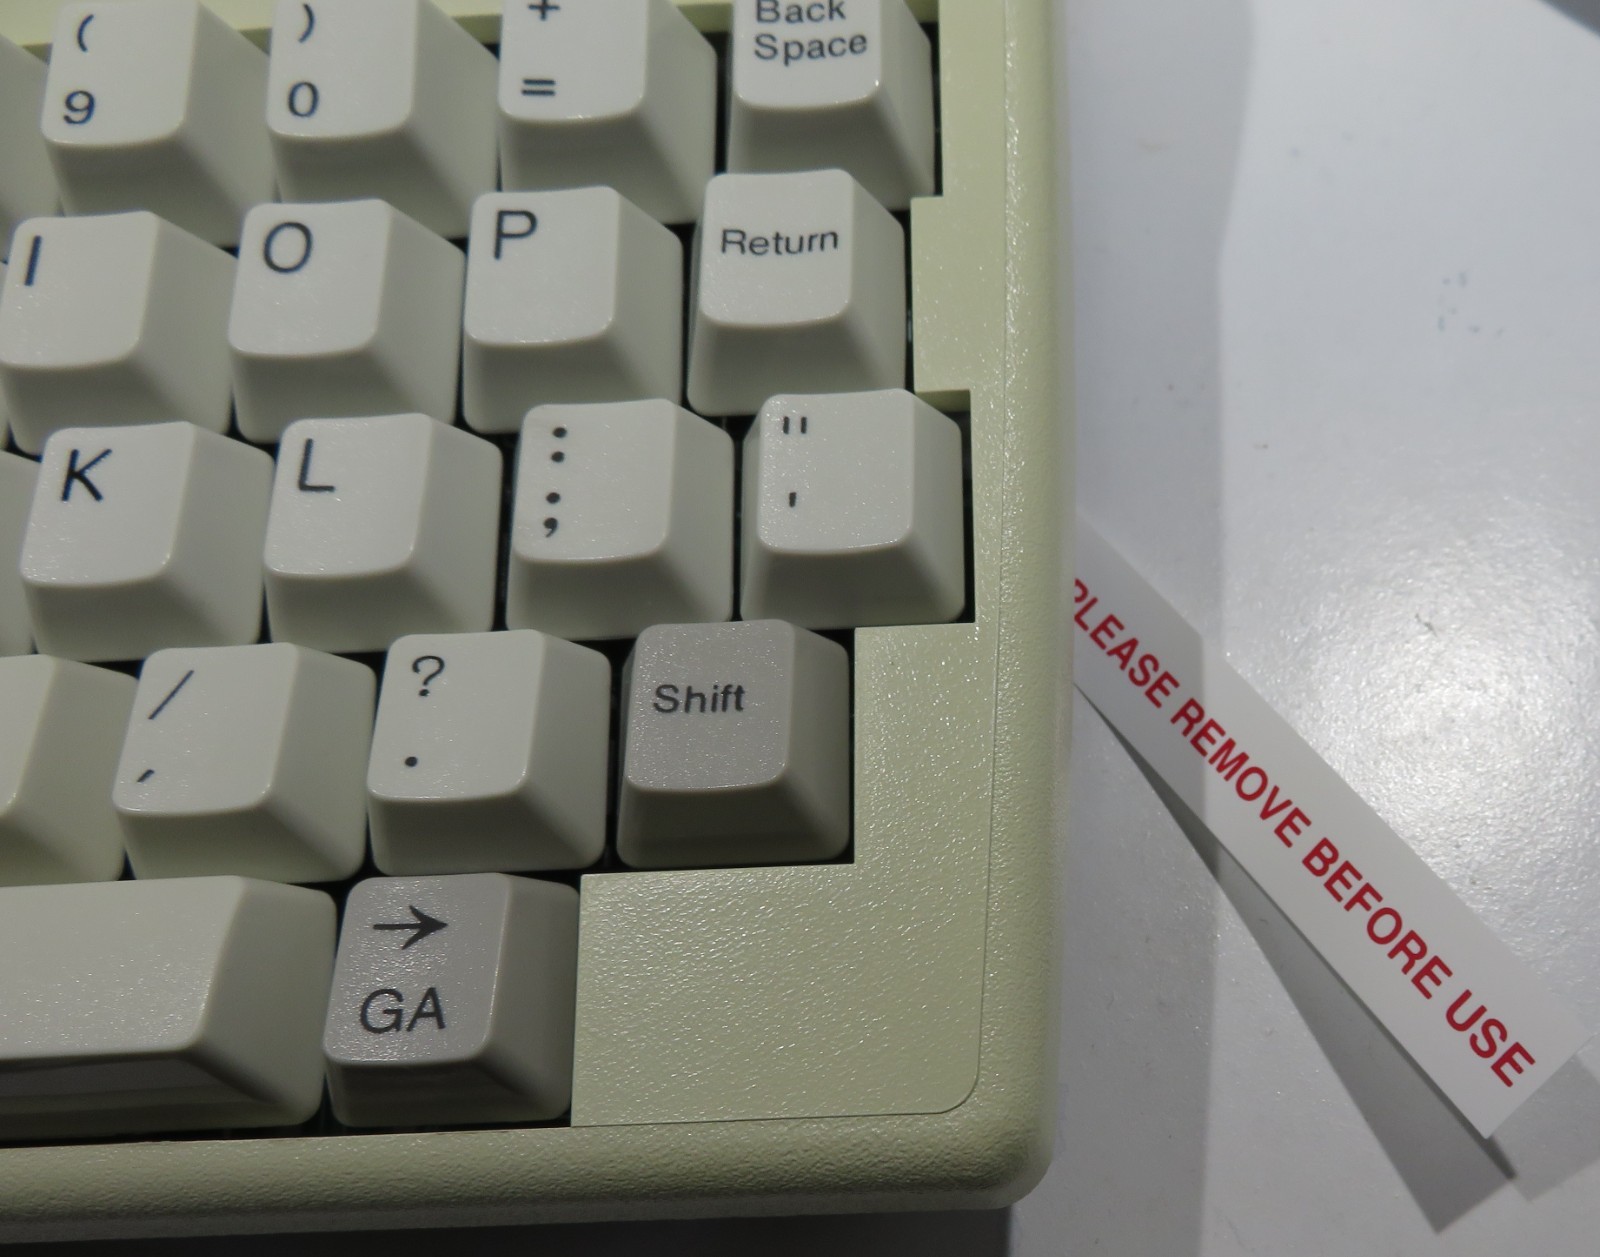 ( ) + Back
9 0 = Space
I O P Return
K L : "
; '
/ ? Shift
, .
→
GA
PLEASE REMOVE BEFORE USE